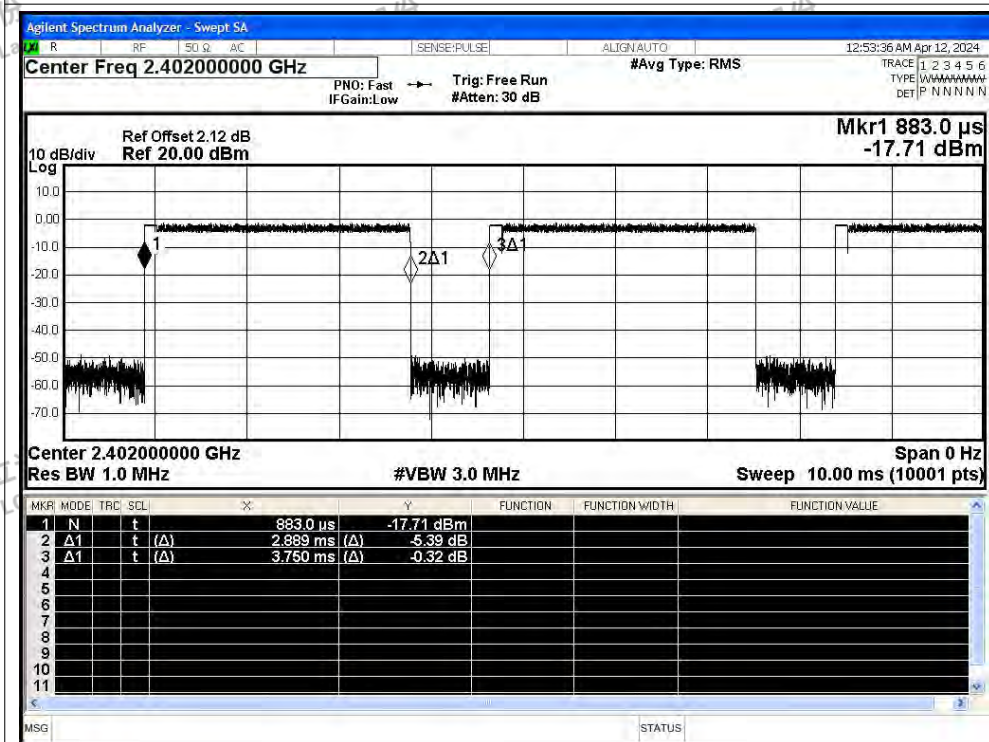 Agilent Spectrum Analyzer - Swept SA
LXI R RF 50 Ω AC SENSE:PULSE ALIGN AUTO 12:53:36 AM Apr 12, 2024
Center Freq 2.402000000 GHz
PNO: Fast
IFGain:Low
Trig: Free Run
#Atten: 30 dB
#Avg Type: RMS
TRACE 1 2 3 4 5 6
TYPE WWWWWW
DET P N N N N N
Mkr1 883.0 µs
-17.71 dBm
Ref Offset 2.12 dB
10 dB/div Ref 20.00 dBm
Log
10.0
0.00
-10.0
-20.0
-30.0
-40.0
-50.0
-60.0
-70.0
1
2Δ1
3Δ1
Center 2.402000000 GHz Span 0 Hz
Res BW 1.0 MHz #VBW 3.0 MHz Sweep 10.00 ms (10001 pts)
MKR MODE TRC SCL X Y FUNCTION FUNCTION WIDTH FUNCTION VALUE
1 N t 883.0 µs -17.71 dBm
2 Δ1 t (Δ) 2.889 ms (Δ) -5.39 dB
3 Δ1 t (Δ) 3.750 ms (Δ) -0.32 dB
4
5
6
7
8
9
10
11
MSG STATUS